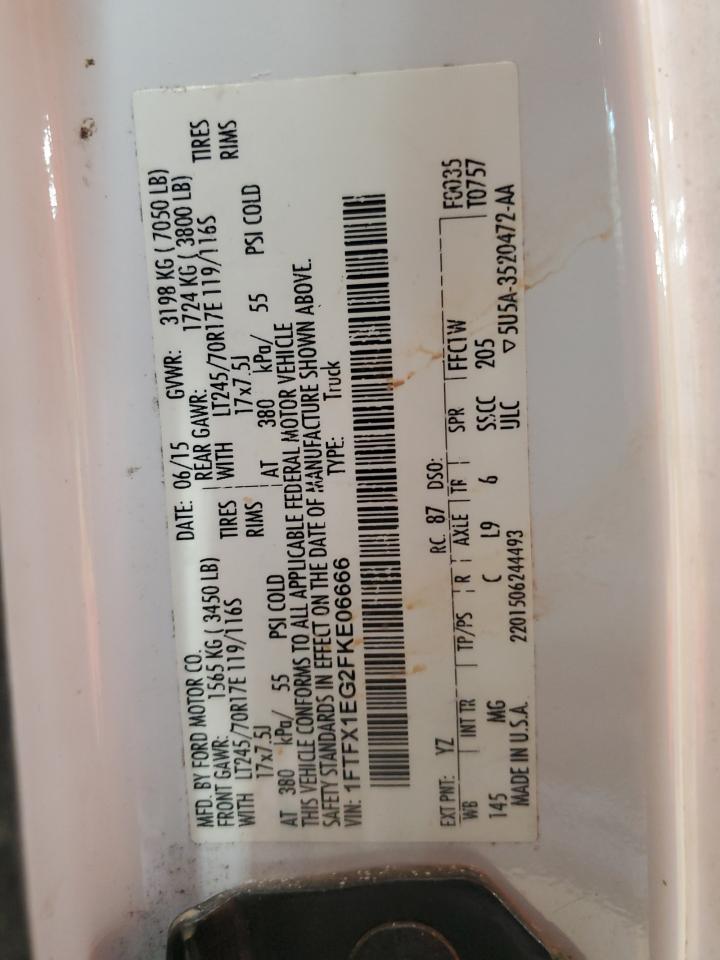 MFD. BY FORD MOTOR CO.
DATE: 06/15 GVWR: 3198 KG ( 7050 LB)
FRONT GAWR: 1565 KG ( 3450 LB)
REAR GAWR: 1724 KG ( 3800 LB)
WITH LT245/70R17E 119/116S TIRES
WITH LT245/70R17E 119/116S TIRES
17x7.5J RIMS
17x7.5J RIMS
AT 380 kPa/ 55 PSI COLD
AT 380 kPa/ 55 PSI COLD
THIS VEHICLE CONFORMS TO ALL APPLICABLE FEDERAL MOTOR VEHICLE
SAFETY STANDARDS IN EFFECT ON THE DATE OF MANUFACTURE SHOWN ABOVE.
VIN: 1FTFX1EG2FKE06666 TYPE: Truck
EXT PNT: YZ RC: 87 DSO: F0035
WB INT TR TP/PS R AXLE TR SPR FFC1W T0757
145 MG C L9 6 SSCC 205
MADE IN U.S.A. 2201506244493 ULC ▽5U5A-3520472-AA